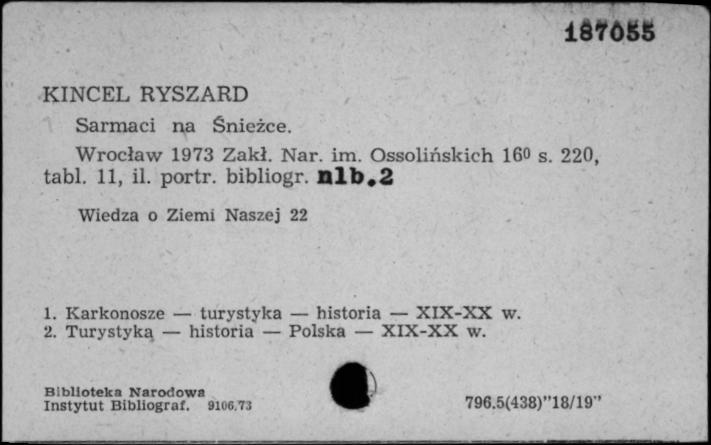 187055
KINCEL RYSZARD
Sarmaci na Śnieżce.
Wrocław 1973 Zakł. Nar. im. Ossolińskich 16⁰ s. 220,
tabl. 11, il. portr. bibliogr. nlb.2
Wiedza o Ziemi Naszej 22
1. Karkonosze — turystyka — historia — XIX-XX w.
2. Turystyka — historia — Polska — XIX-XX w.
Biblioteka Narodowa
Instytut Bibliograf. 9106.73
796.5(438)"18/19"